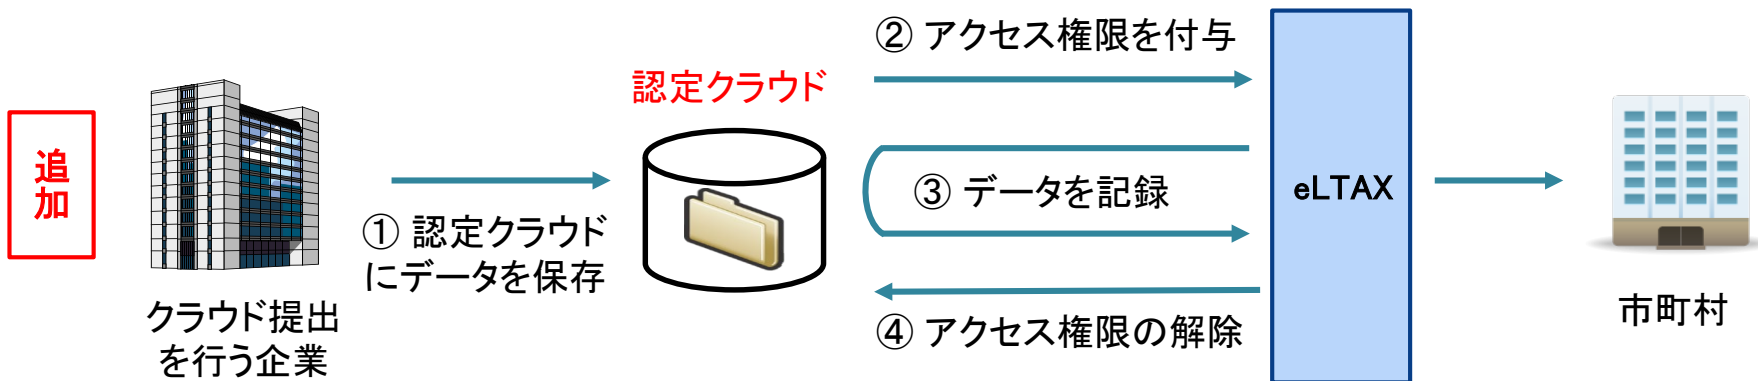 追
加
クラウド提出
を行う企業
① 認定クラウド
にデータを保存
認定クラウド
② アクセス権限を付与
③ データを記録
④ アクセス権限の解除
eLTAX
市町村